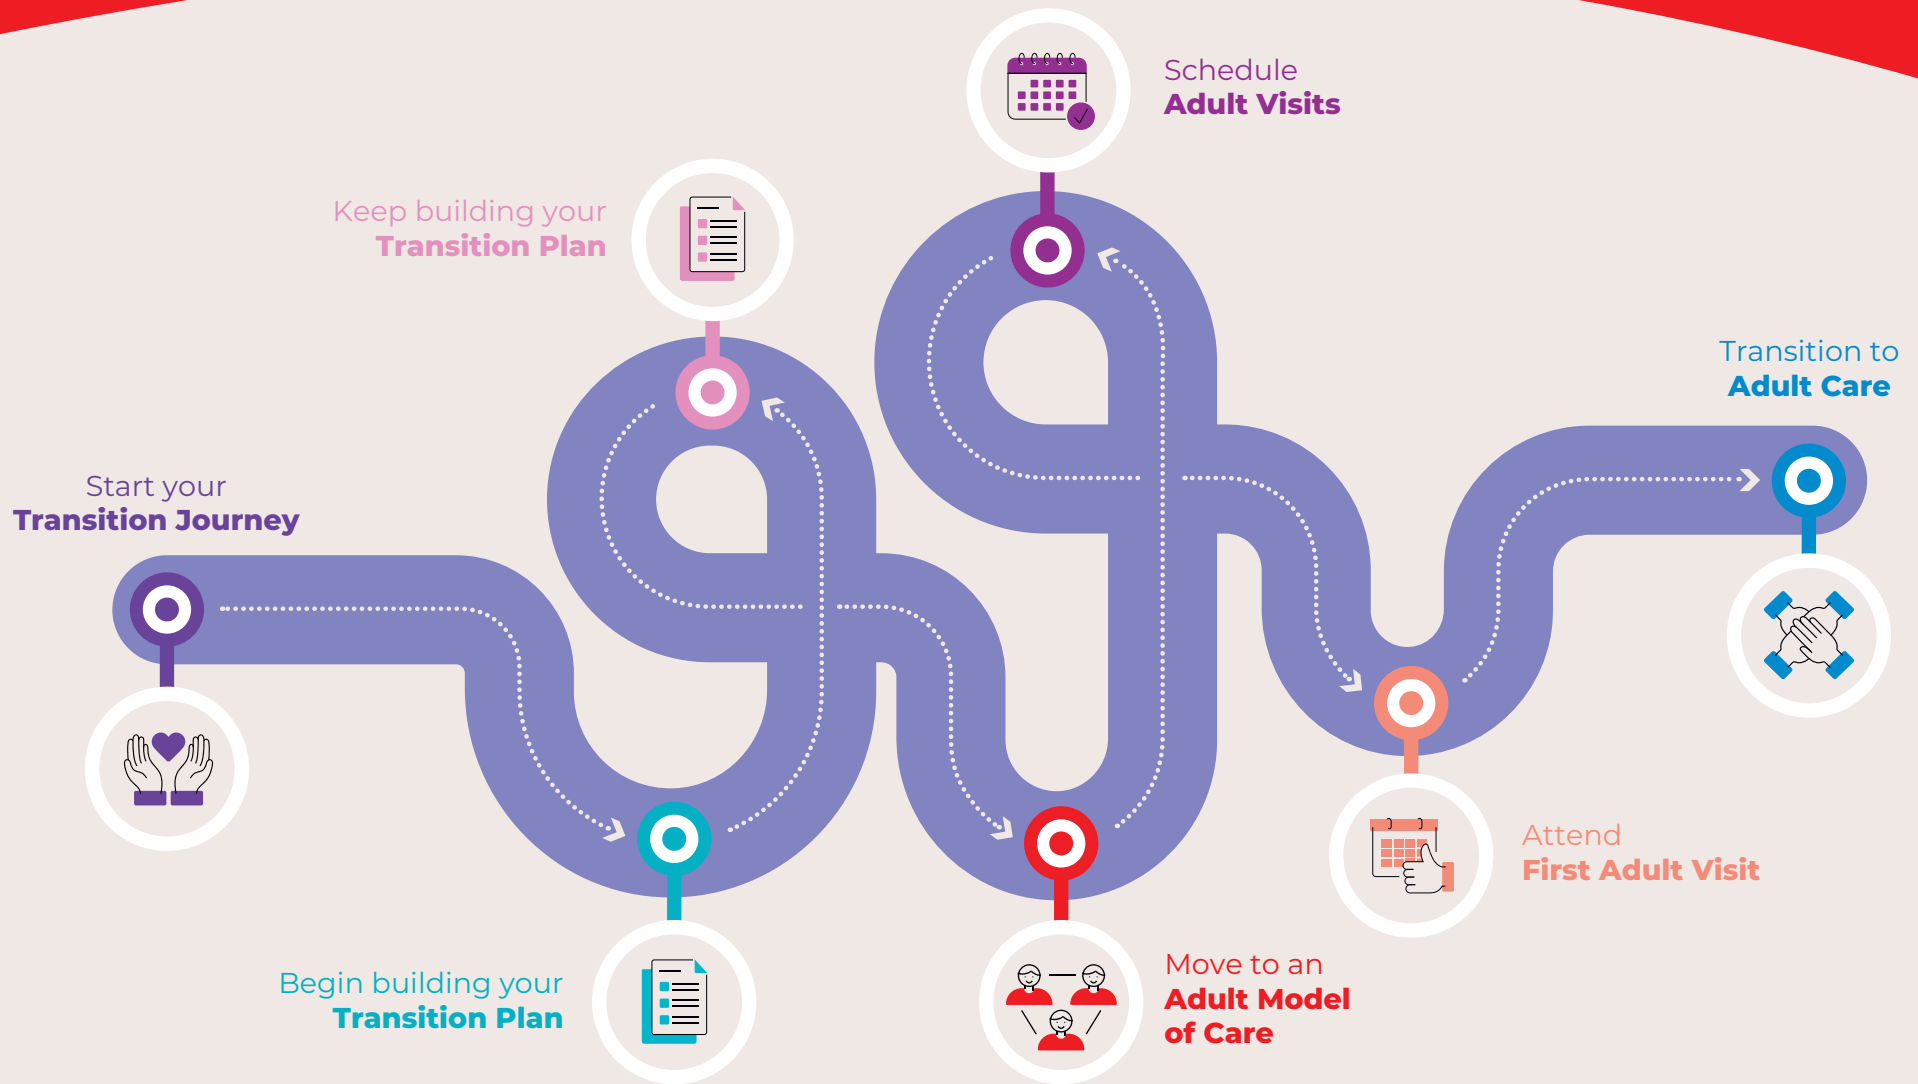 Start your
Transition Journey
Begin building your
Transition Plan
Keep building your
Transition Plan
Move to an
Adult Model
of Care
Schedule
Adult Visits
Attend
First Adult Visit
Transition to
Adult Care